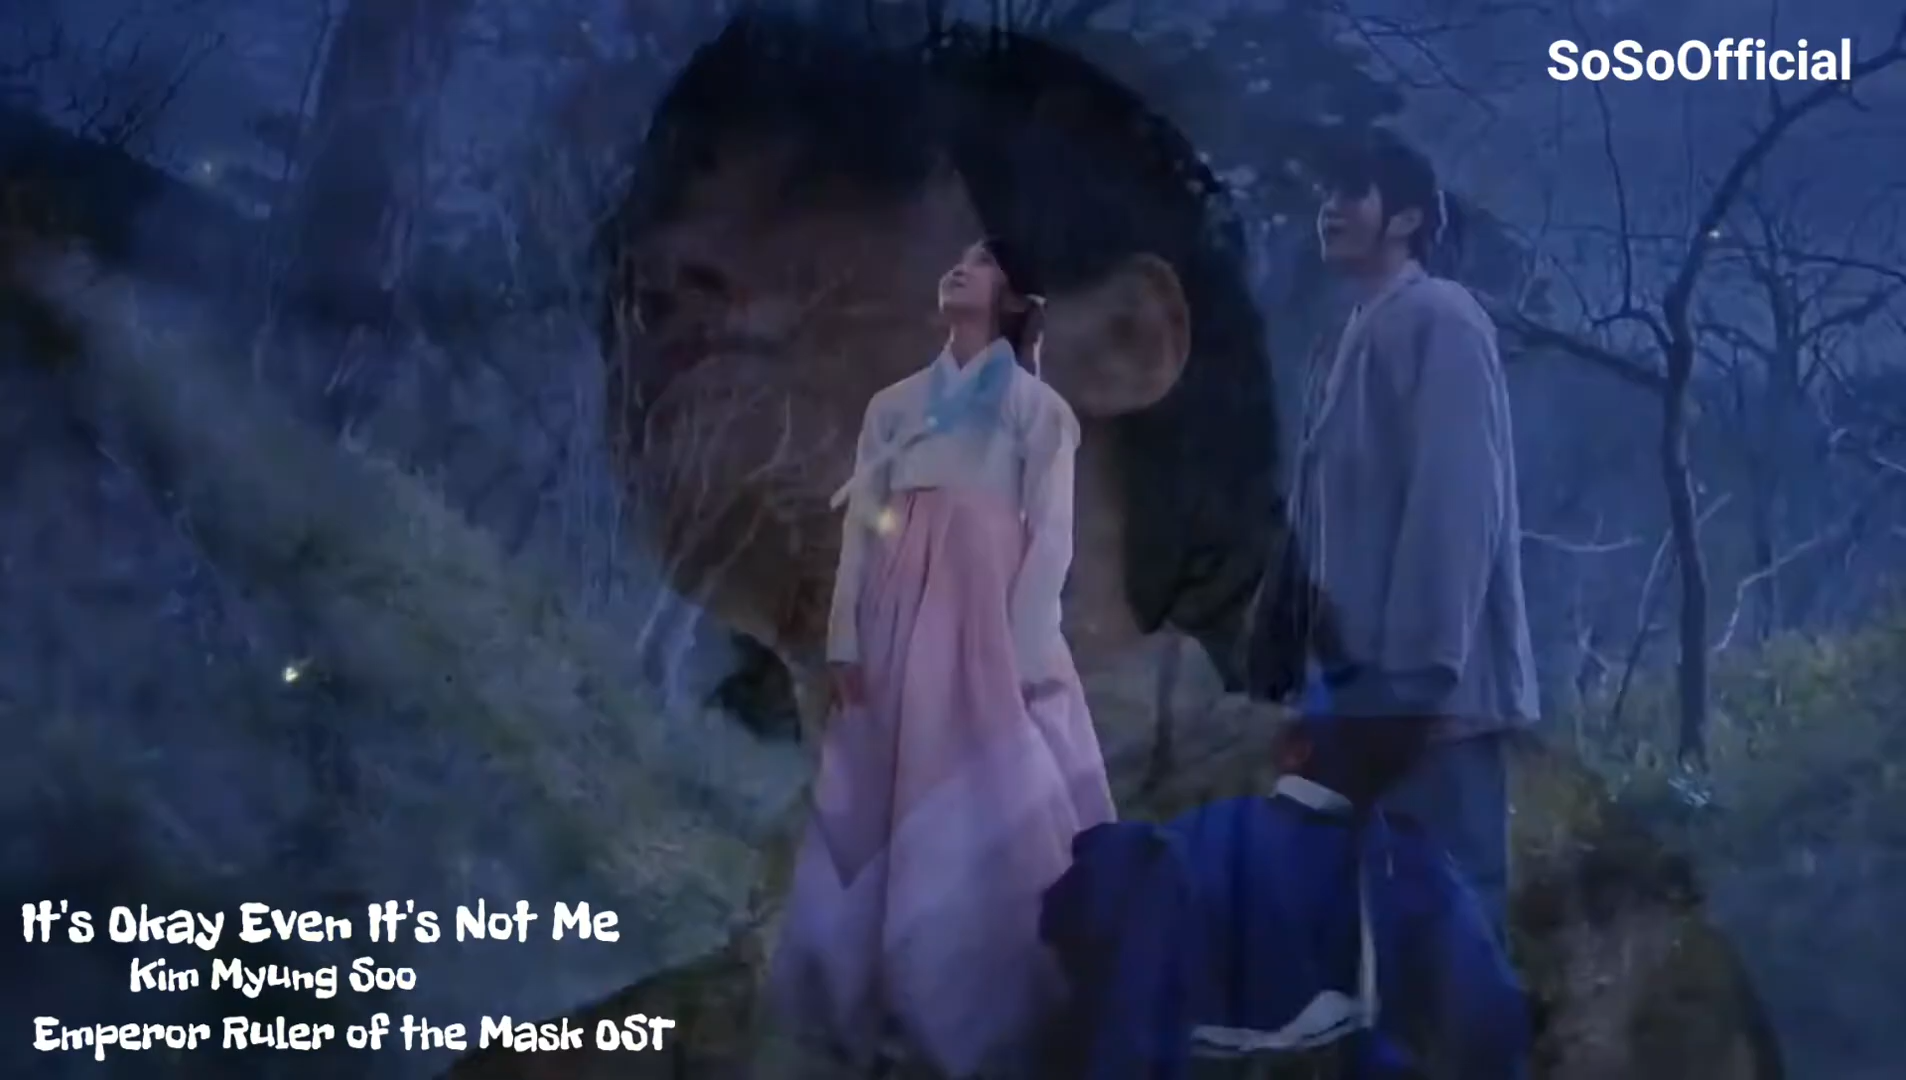 SoSoOfficial
It's Okay Even It's Not Me
Kim Myung Soo
Emperor Ruler of the Mask OST